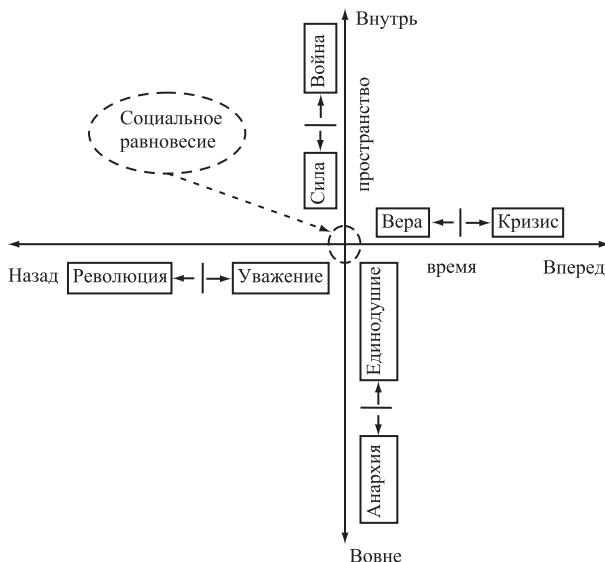 Внутрь
Война
пространство
Социальное
равновесие
Сила
Вера
Кризис
Назад
Революция
Уважение
время
Вперед
Единодушие
Анархия
Вовне